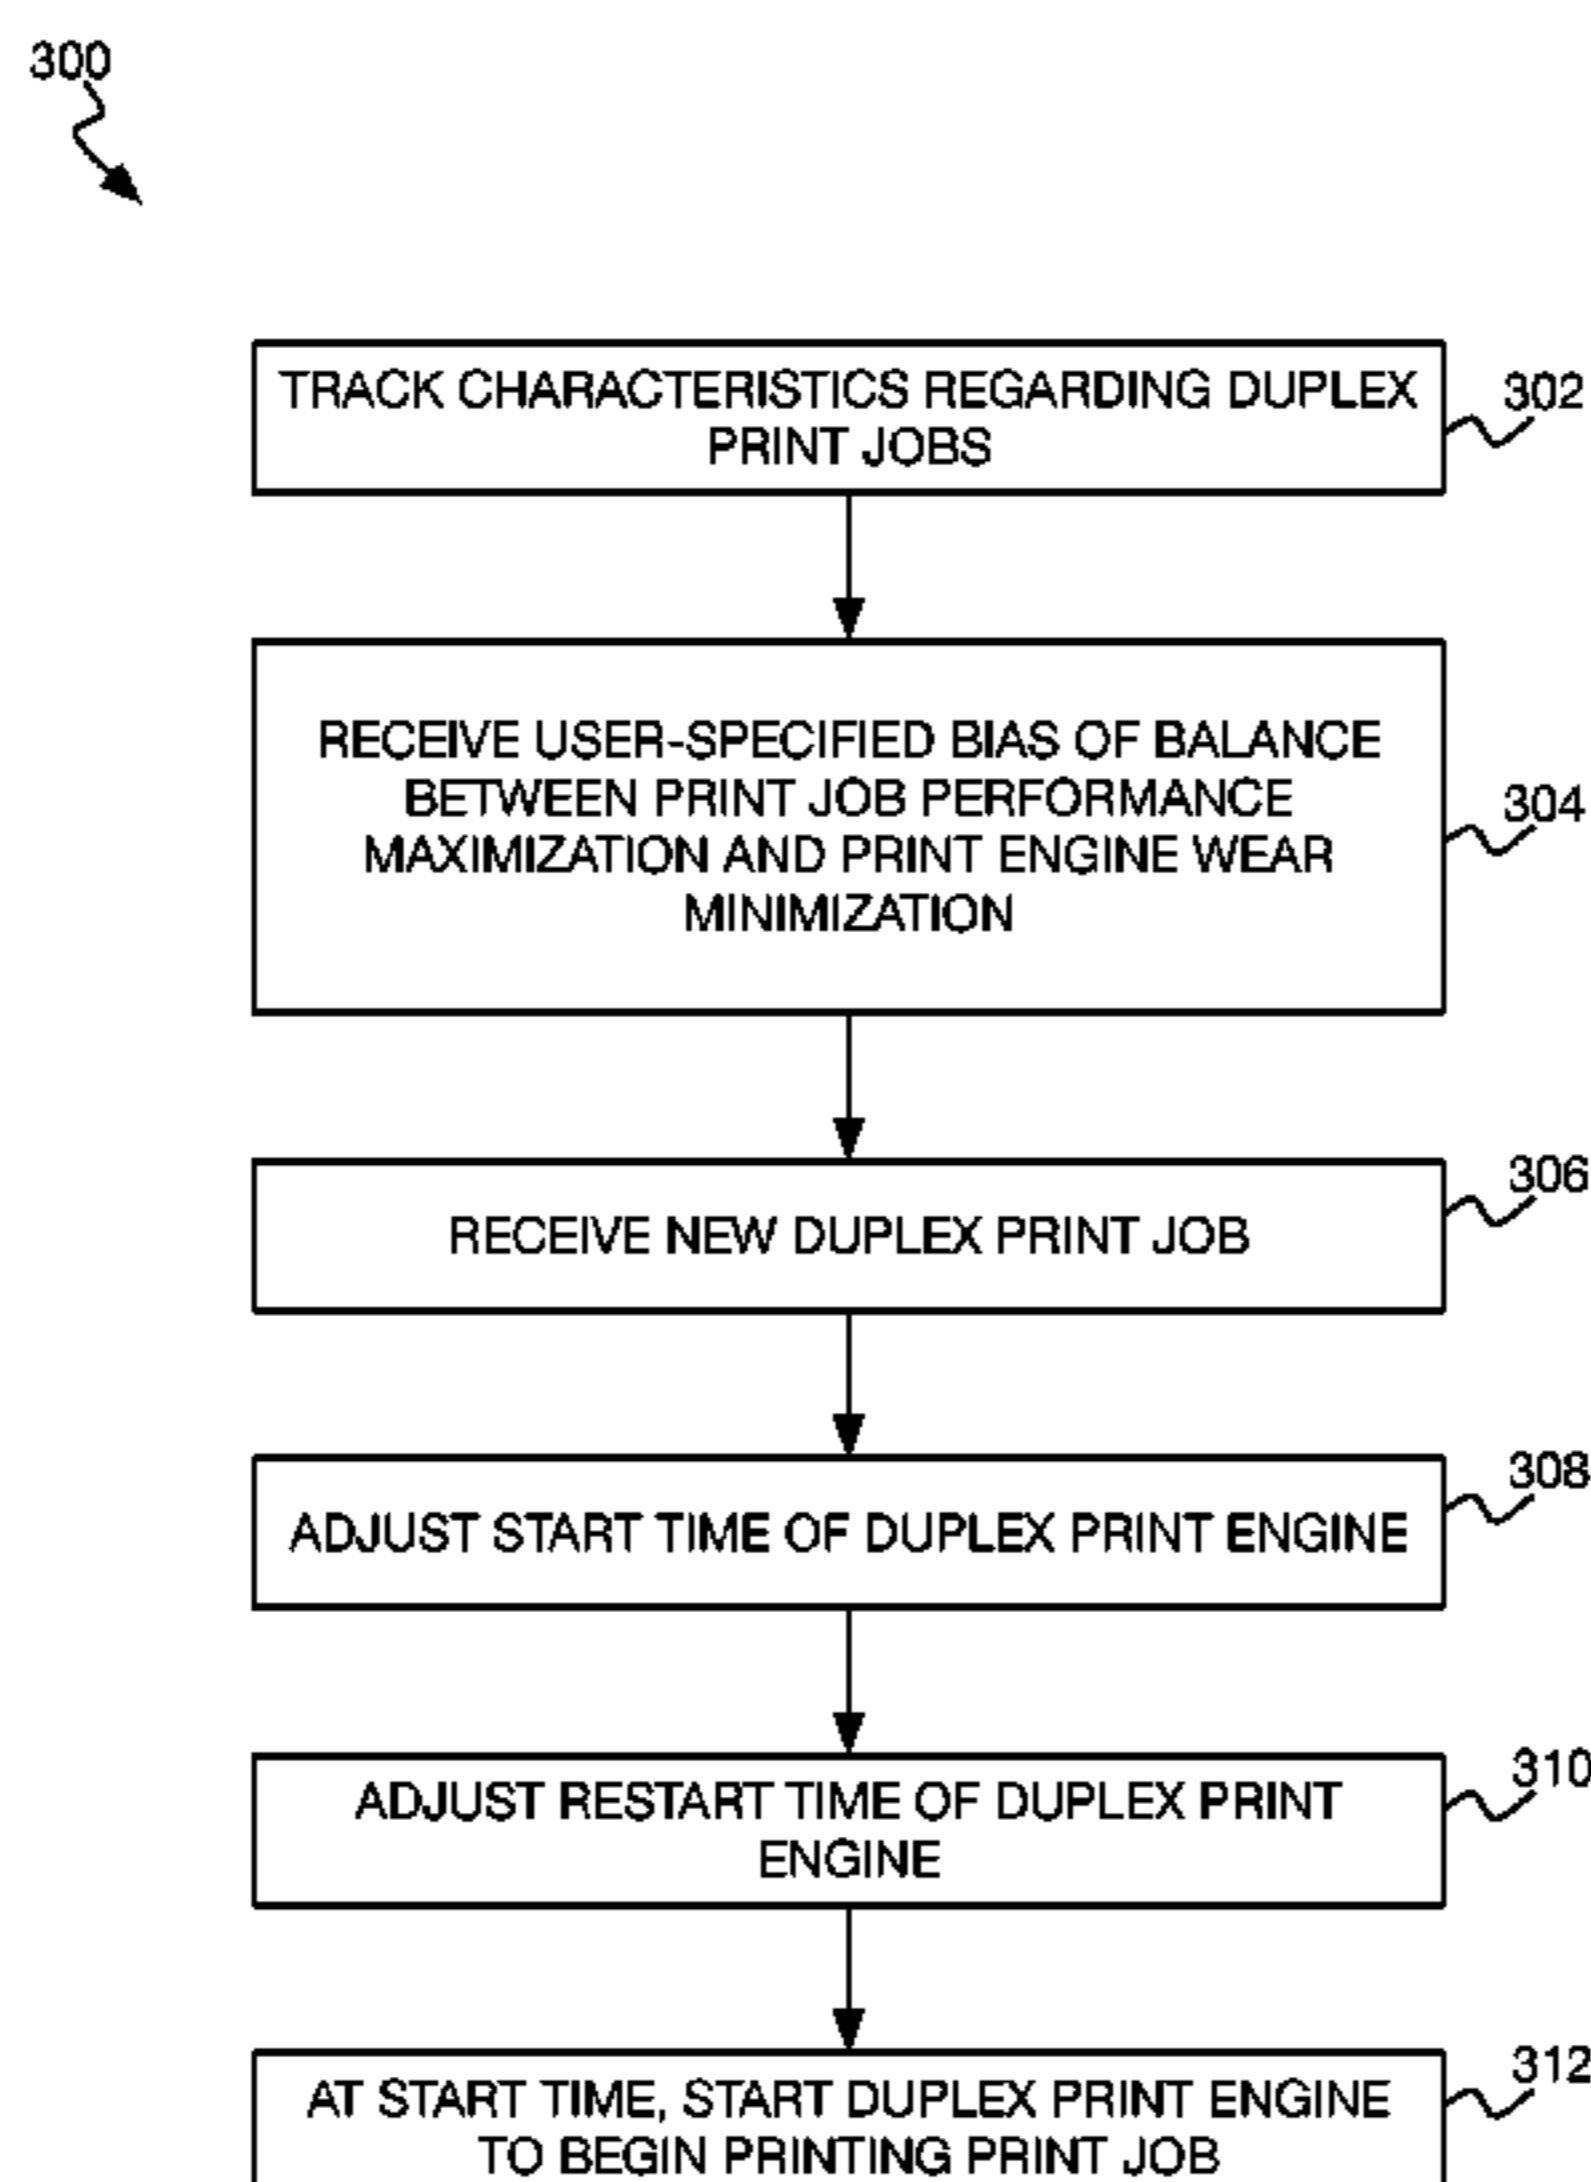 300
TRACK CHARACTERISTICS REGARDING DUPLEX
PRINT JOBS
302
RECEIVE USER-SPECIFIED BIAS OF BALANCE
BETWEEN PRINT JOB PERFORMANCE
MAXIMIZATION AND PRINT ENGINE WEAR
MINIMIZATION
304
RECEIVE NEW DUPLEX PRINT JOB
306
ADJUST START TIME OF DUPLEX PRINT ENGINE
308
ADJUST RESTART TIME OF DUPLEX PRINT
ENGINE
310
AT START TIME, START DUPLEX PRINT ENGINE
TO BEGIN PRINTING PRINT JOB
312